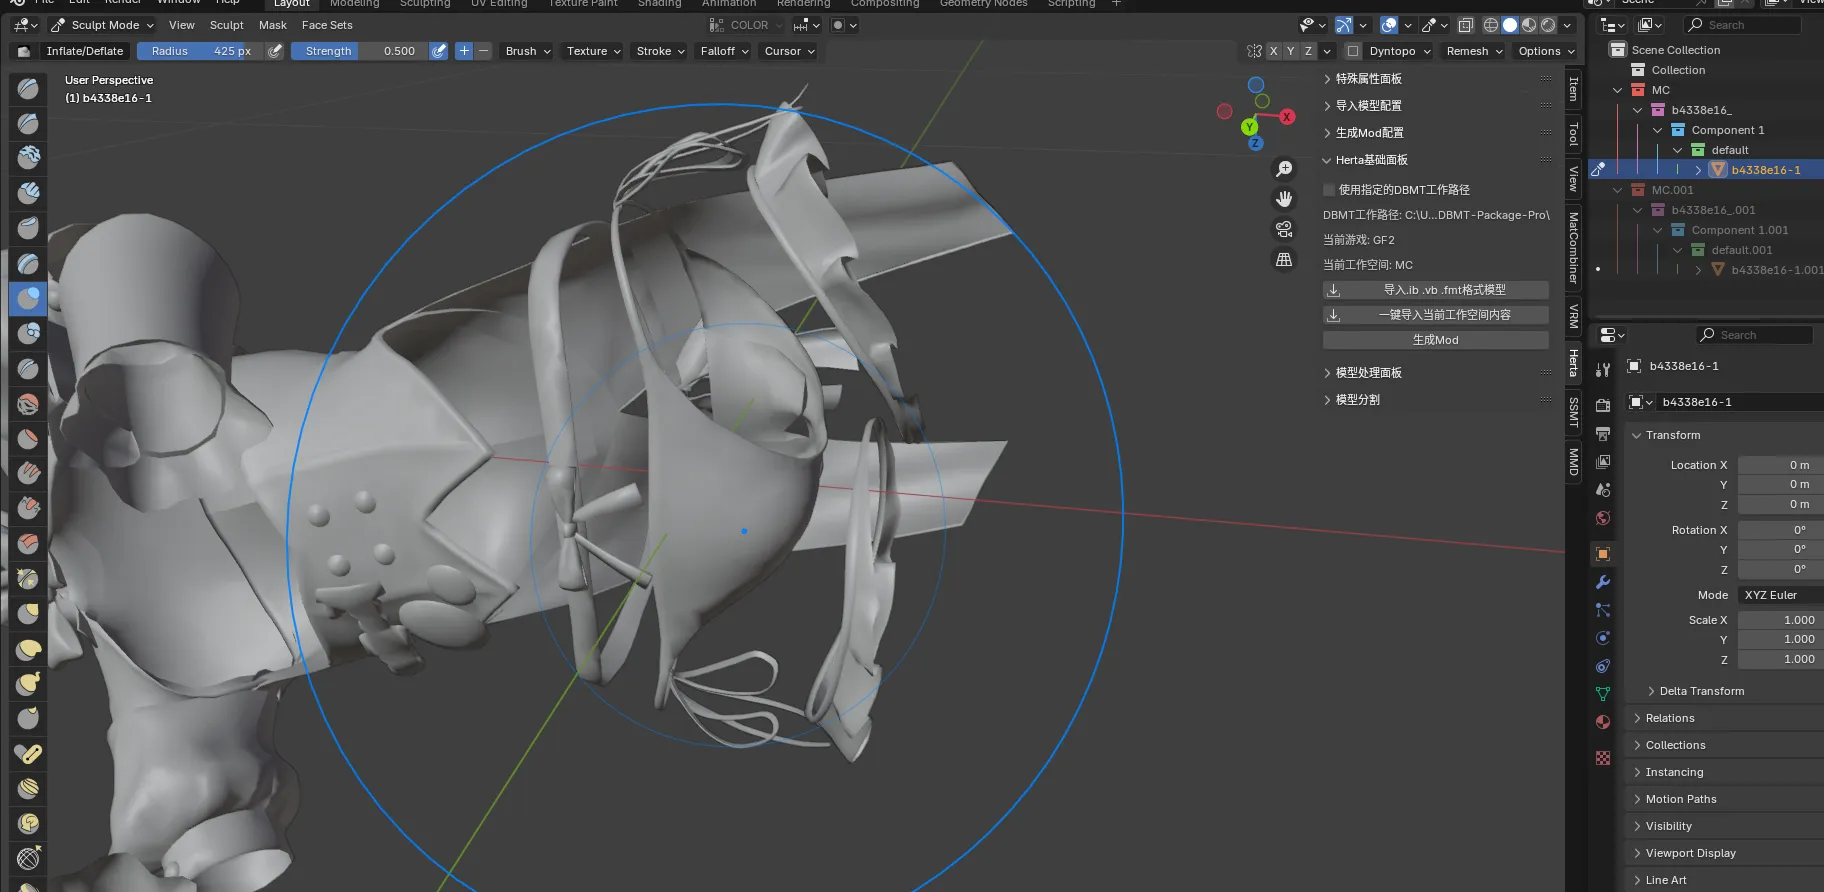 File Edit Render Window Help Layout Modeling Sculpting UV Editing Texture Paint Shading Animation Rendering Compositing Geometry Nodes Scripting + Scene
Sculpt Mode View Sculpt Mask Face Sets COLOR Search
Inflate/Deflate Radius 425 px Strength 0.500 + − Brush Texture Stroke Falloff Cursor X Y Z Dyntopo Remesh Options
User Perspective
(1) b4338e16-1
X
Y
Z
特殊属性面板
导入模型配置
生成Mod配置
Herta基础面板
使用指定的DBMT工作路径
DBMT工作路径: C:\U...DBMT-Package-Pro\
当前游戏: GF2
当前工作空间: MC
导入.ib .vb .fmt格式模型
一键导入当前工作空间内容
生成Mod
模型处理面板
模型分割
Item
Tool
View
MatCombiner
VRM
Herta
SSMT
MMD
Scene Collection
Collection
MC
b4338e16_
Component 1
default
b4338e16-1
MC.001
b4338e16_.001
Component 1.001
default.001
b4338e16-1.001
Search
b4338e16-1
b4338e16-1
Transform
Location X 0 m
Y 0 m
Z 0 m
Rotation X 0°
Y 0°
Z 0°
Mode XYZ Euler
Scale X 1.000
Y 1.000
Z 1.000
Delta Transform
Relations
Collections
Instancing
Motion Paths
Visibility
Viewport Display
Line Art